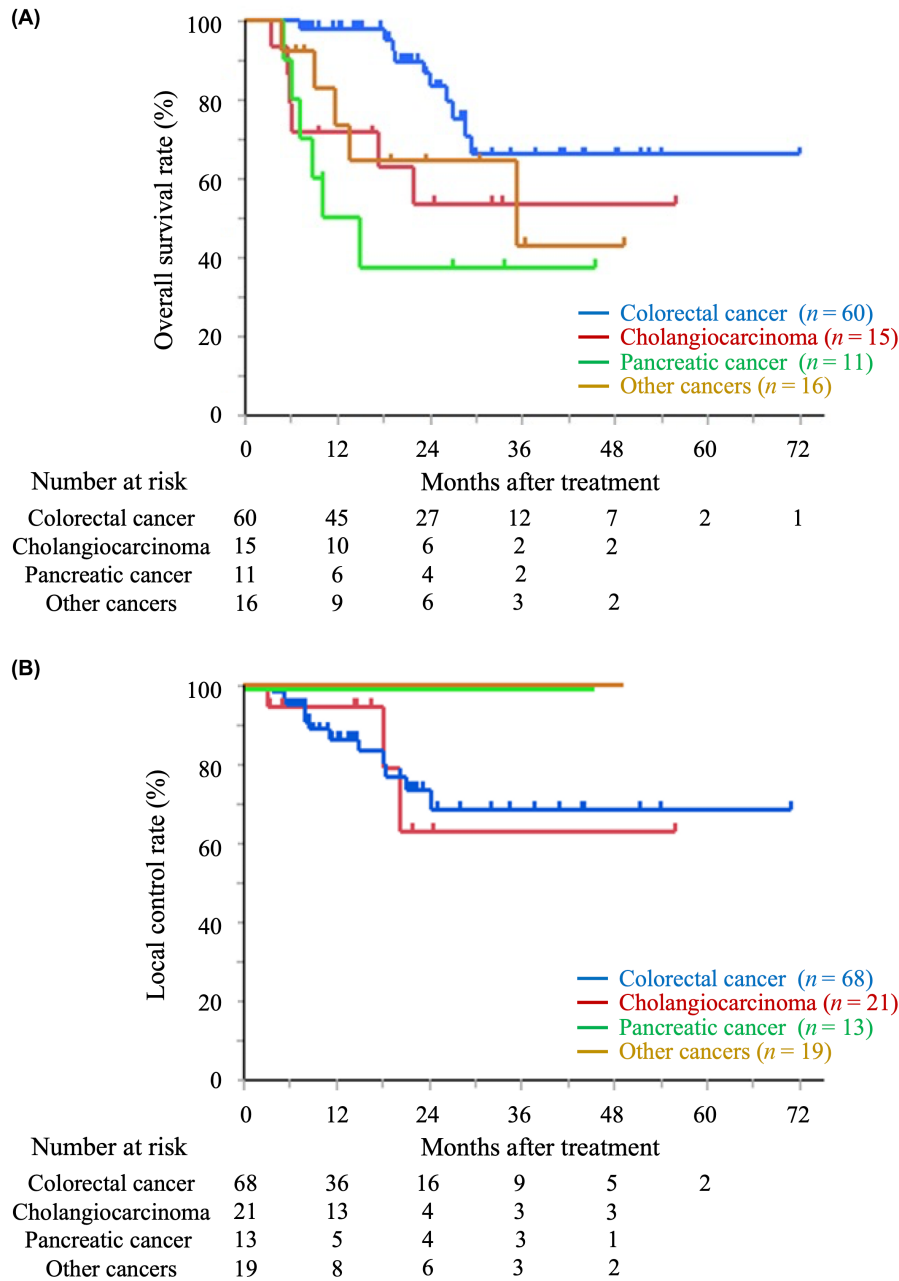 (A)
Overall survival rate (%)
100
80
60
40
20
0
Colorectal cancer (n = 60)
Cholangiocarcinoma (n = 15)
Pancreatic cancer (n = 11)
Other cancers (n = 16)
0 12 24 36 48 60 72
Number at risk Months after treatment
Colorectal cancer 60 45 27 12 7 2 1
Cholangiocarcinoma 15 10 6 2 2
Pancreatic cancer 11 6 4 2
Other cancers 16 9 6 3 2
(B)
Local control rate (%)
100
80
60
40
20
0
Colorectal cancer (n = 68)
Cholangiocarcinoma (n = 21)
Pancreatic cancer (n = 13)
Other cancers (n = 19)
0 12 24 36 48 60 72
Number at risk Months after treatment
Colorectal cancer 68 36 16 9 5 2
Cholangiocarcinoma 21 13 4 3 3
Pancreatic cancer 13 5 4 3 1
Other cancers 19 8 6 3 2